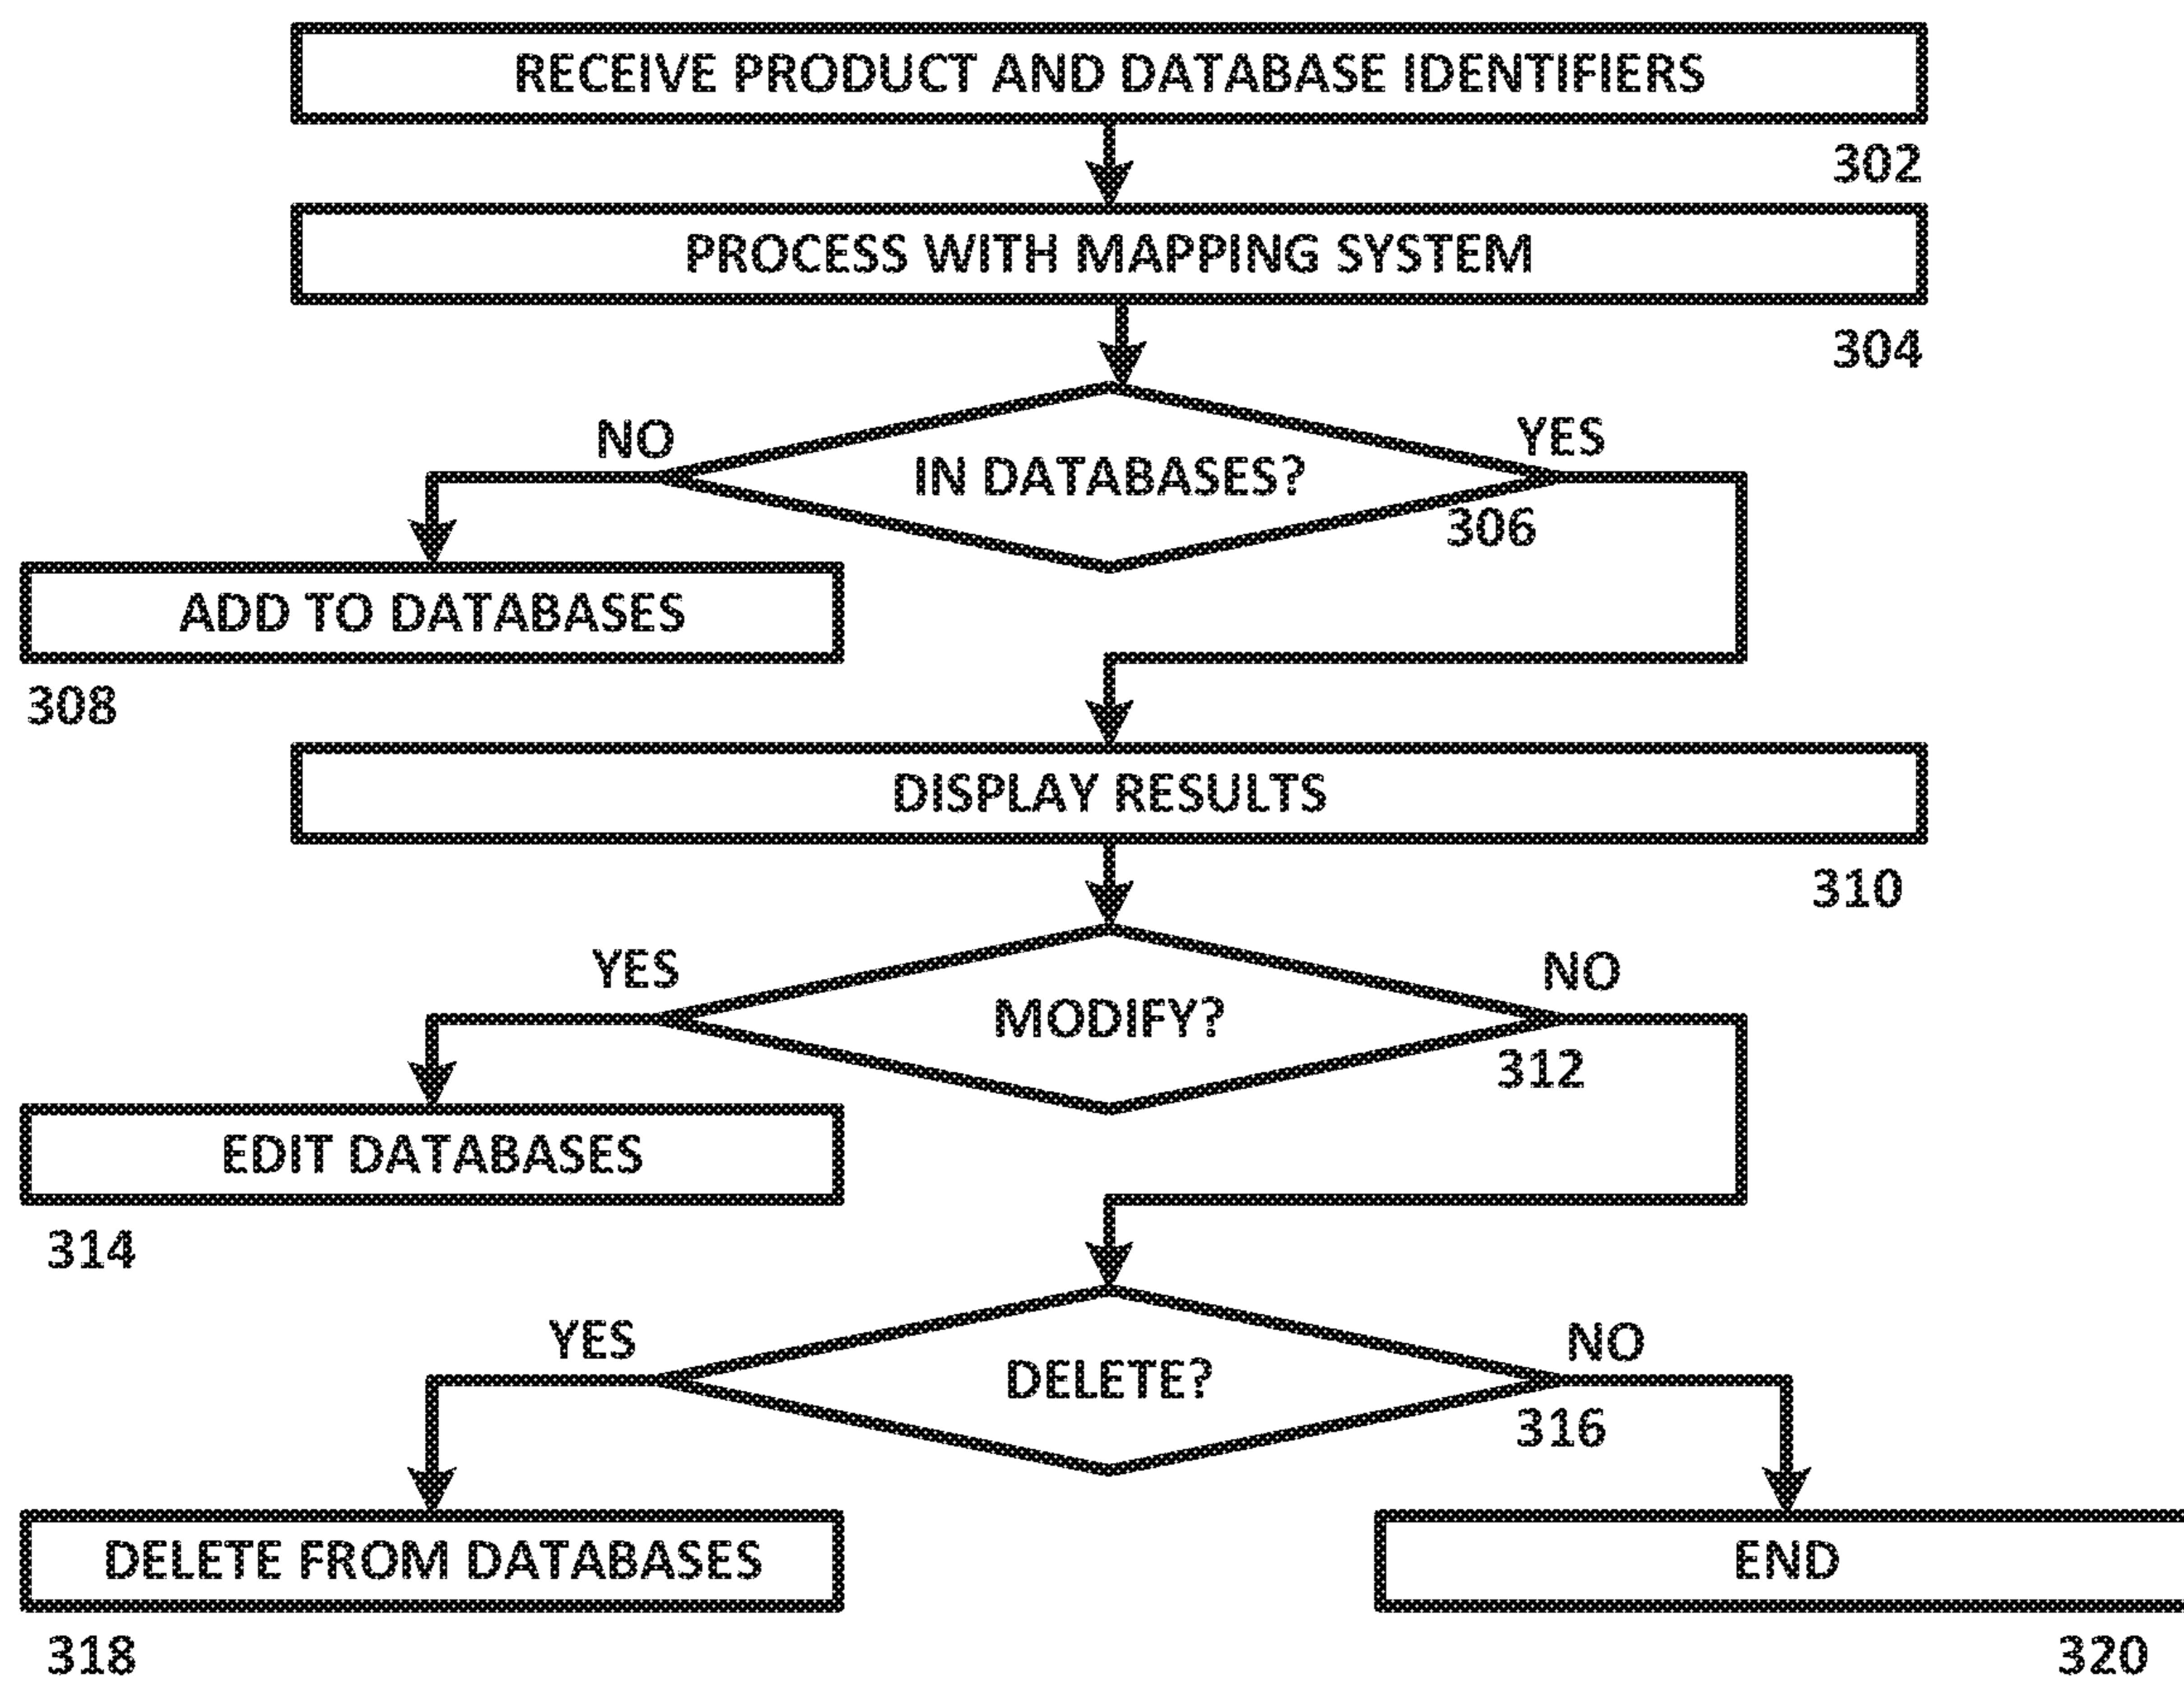 RECEIVE PRODUCT AND DATABASE IDENTIFIERS
302
PROCESS WITH MAPPING SYSTEM
304
NO
YES
IN DATABASES?
306
ADD TO DATABASES
308
DISPLAY RESULTS
310
YES
NO
MODIFY?
312
EDIT DATABASES
314
YES
NO
DELETE?
316
DELETE FROM DATABASES
END
318
320